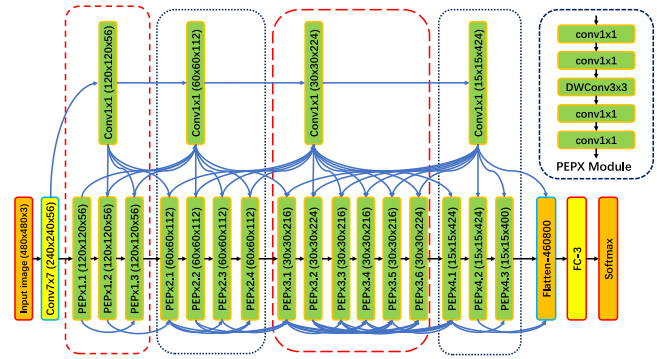 Conv1x1 (120x120x56)
Conv1x1 (60x60x112)
Conv1x1 (30x30x224)
Conv1x1 (15x15x424)
conv1x1
conv1x1
DWConv3x3
conv1x1
conv1x1
PEPX Module
Input image (480x480x3)
Conv7x7 (240x240x56)
PEPx1.1 (120x120x56)
PEPx1.2 (120x120x56)
PEPx1.3 (120x120x56)
PEPx2.1 (60x60x112)
PEPx2.2 (60x60x112)
PEPx2.3 (60x60x112)
PEPx2.4 (60x60x112)
PEPx3.1 (30x30x216)
PEPx3.2 (30x30x224)
PEPx3.3 (30x30x216)
PEPx3.4 (30x30x216)
PEPx3.5 (30x30x216)
PEPx3.6 (30x30x224)
PEPx4.1 (15x15x424)
PEPx4.2 (15x15x424)
PEPx4.3 (15x15x400)
Flatten-460800
FC-3
Softmax